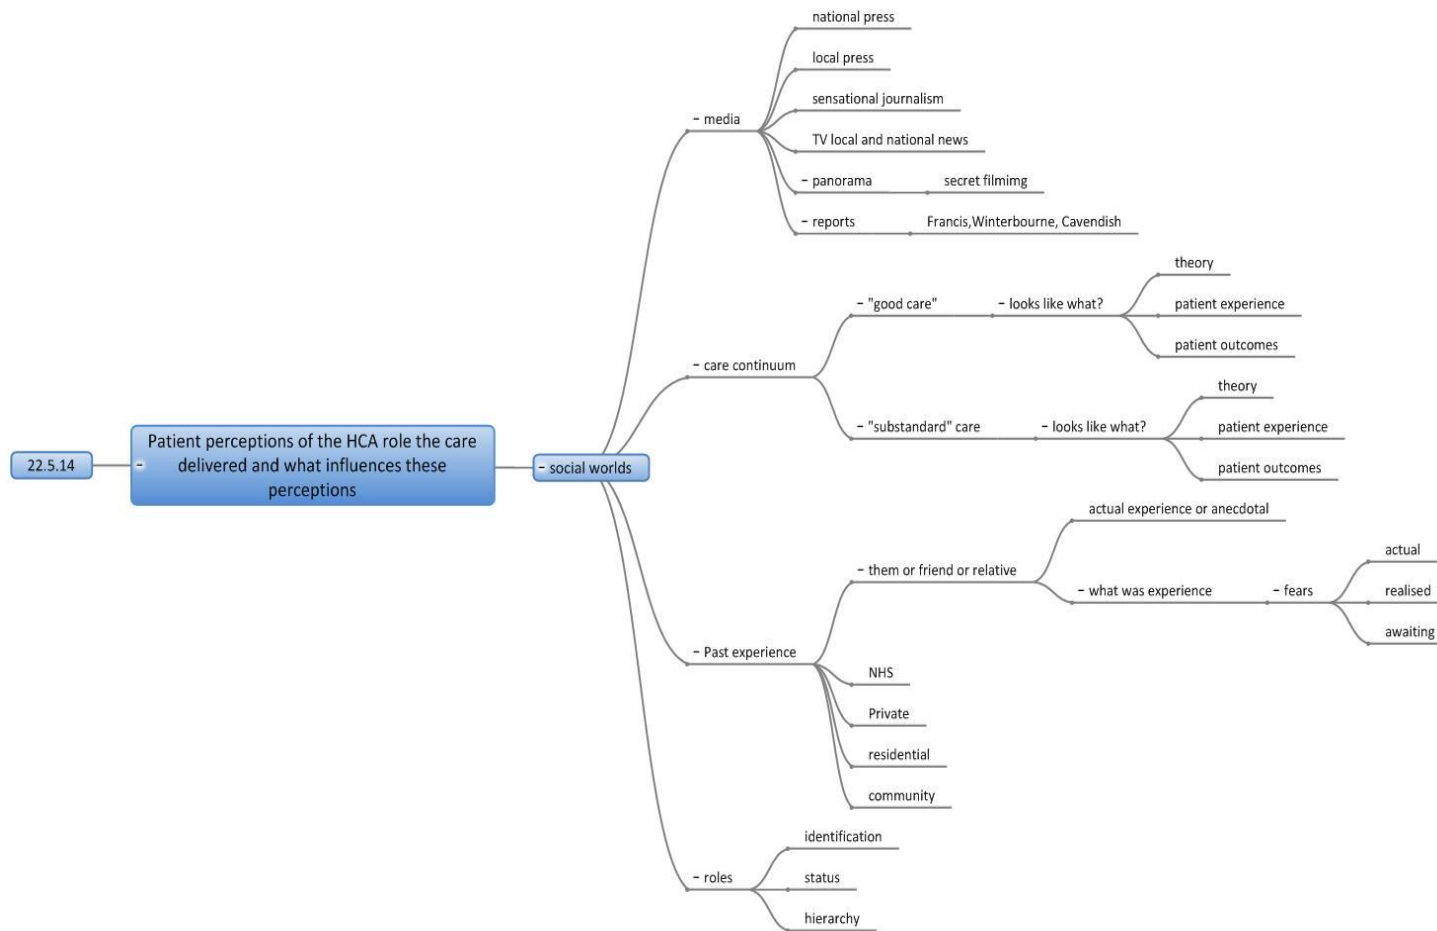 22.5.14
Patient perceptions of the HCA role the care
delivered and what influences these
perceptions
social worlds
media
national press
local press
sensational journalism
TV local and national news
panorama
secret filmimg
reports
Francis,Winterbourne, Cavendish
care continuum
"good care"
looks like what?
theory
patient experience
patient outcomes
"substandard" care
looks like what?
theory
patient experience
patient outcomes
Past experience
them or friend or relative
actual experience or anecdotal
what was experience
fears
actual
realised
awaiting
NHS
Private
residential
community
roles
identification
status
hierarchy